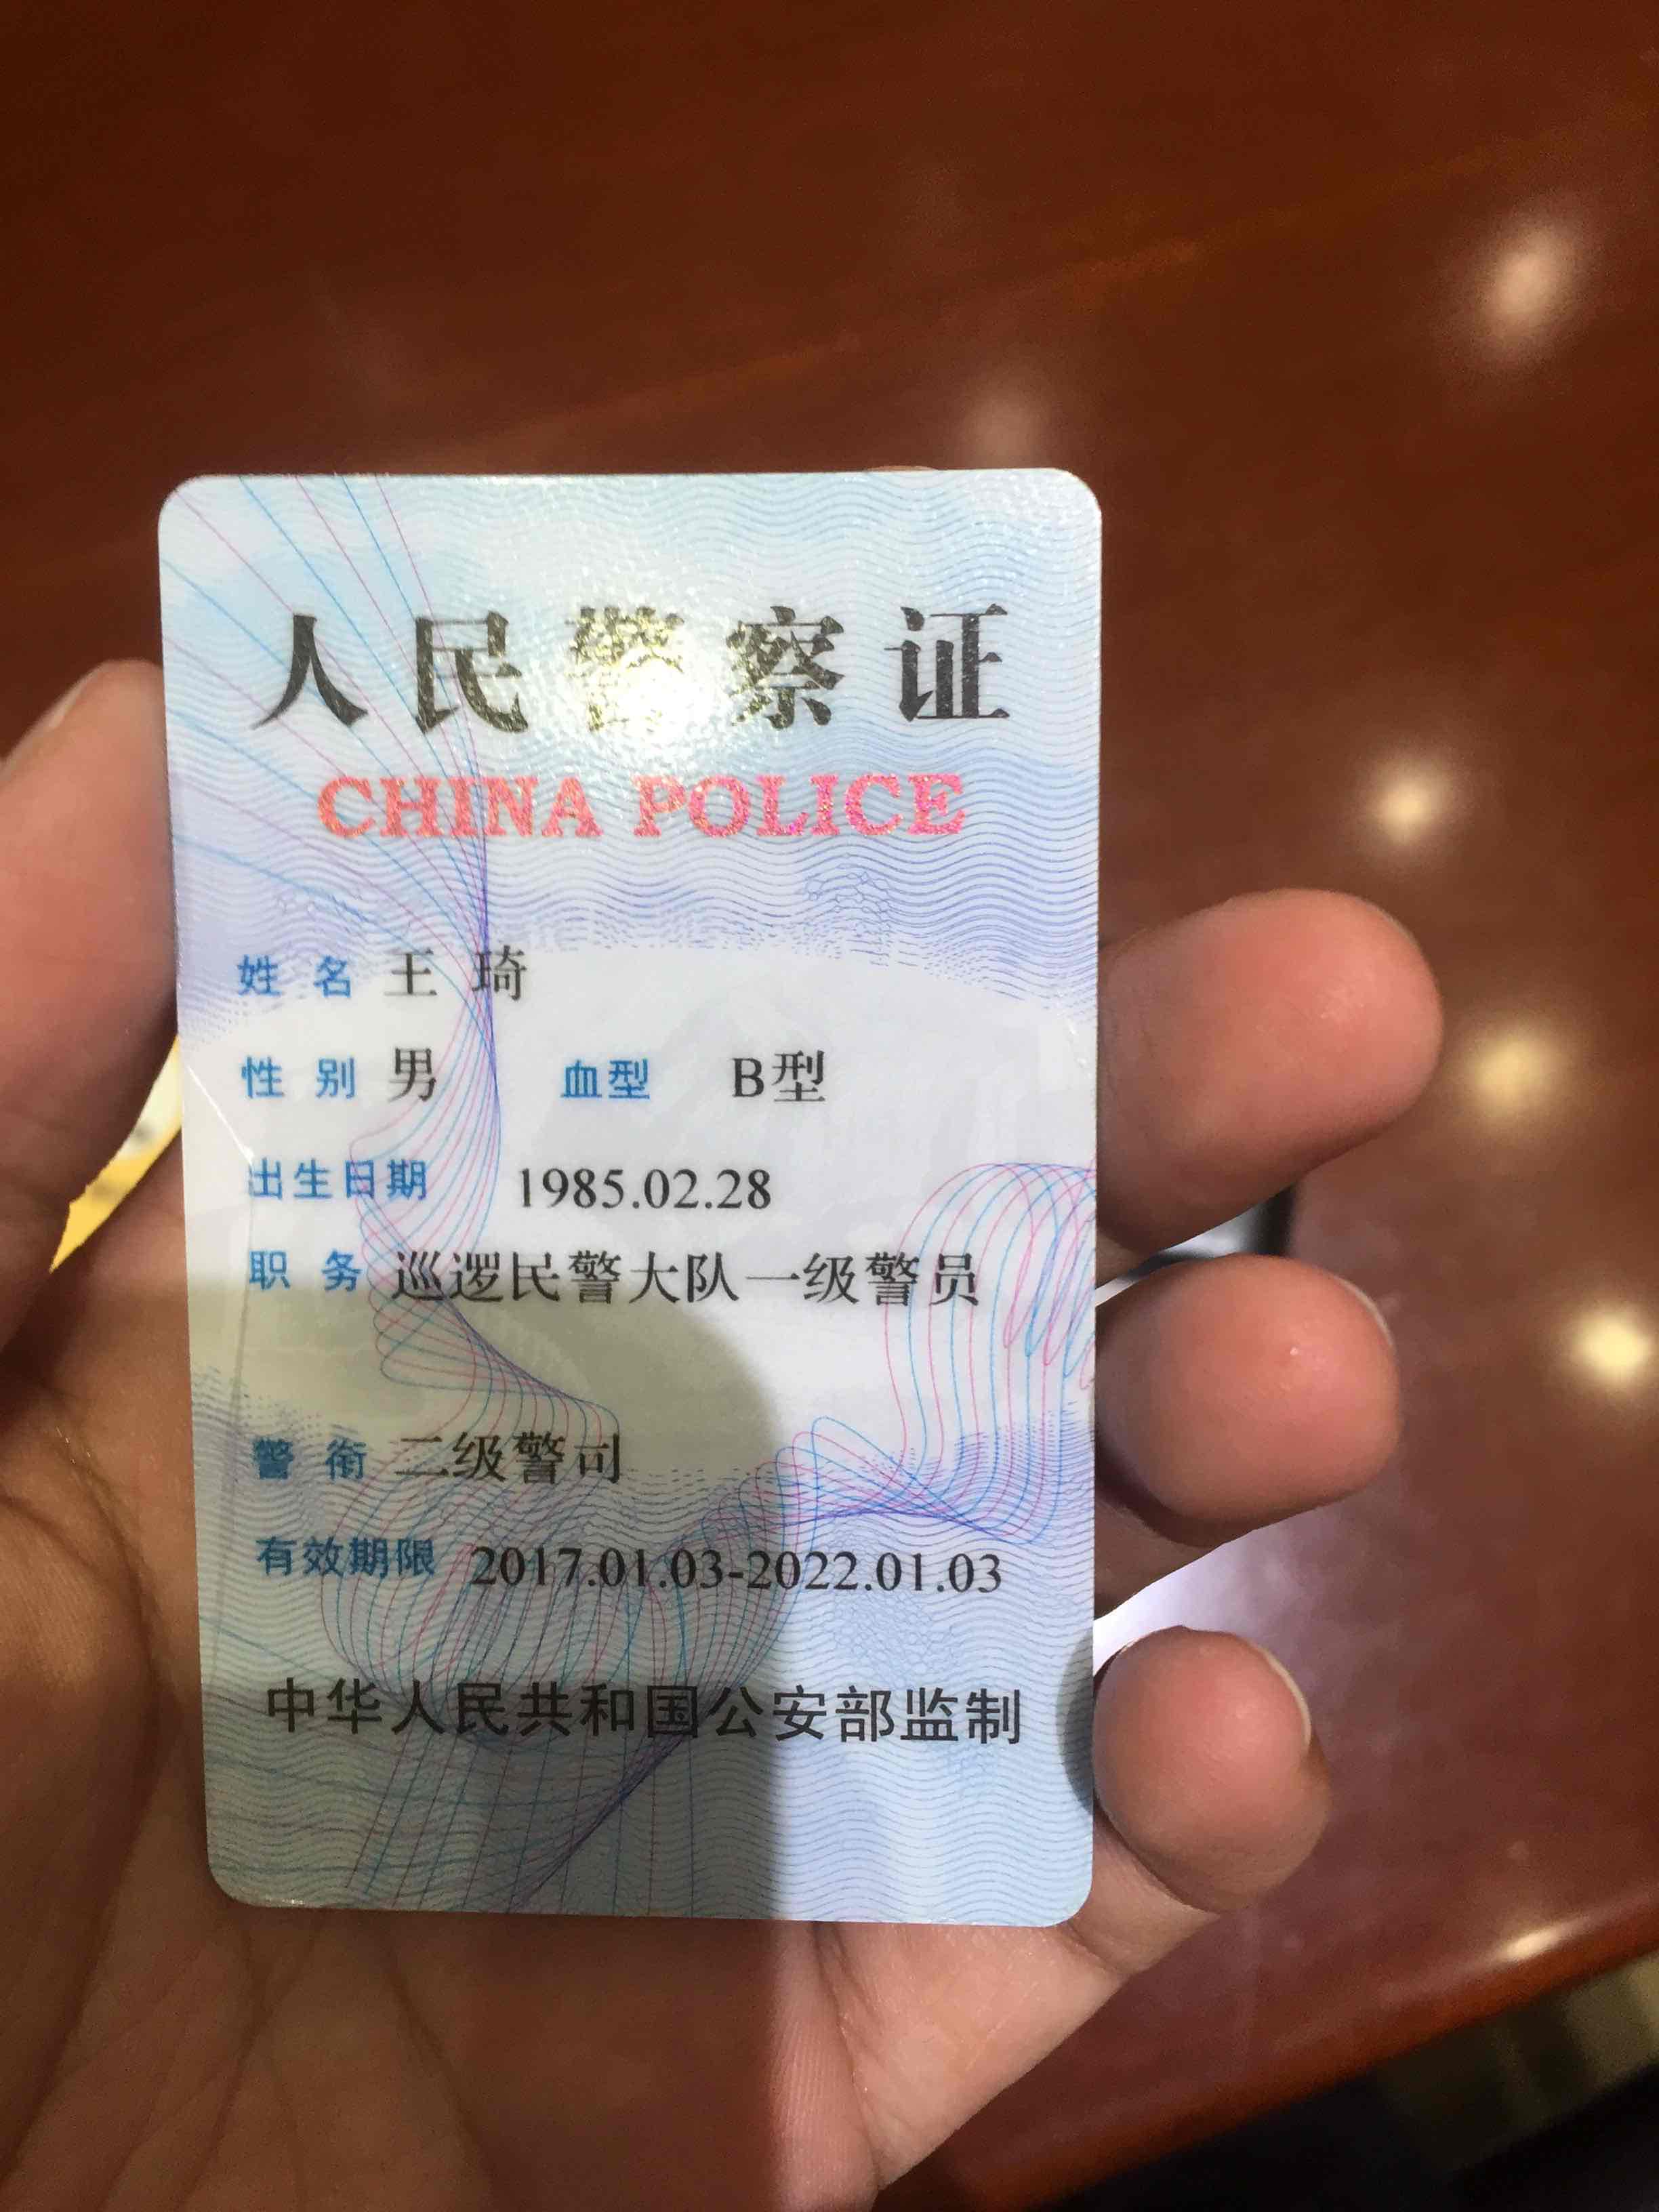 人民警察证
CHINA POLICE
姓名 王琦
性别 男 血型 B型
出生日期 1985.02.28
职务 巡逻民警大队一级警员
警衔 二级警司
有效期限 2017.01.03-2022.01.03
中华人民共和国公安部监制